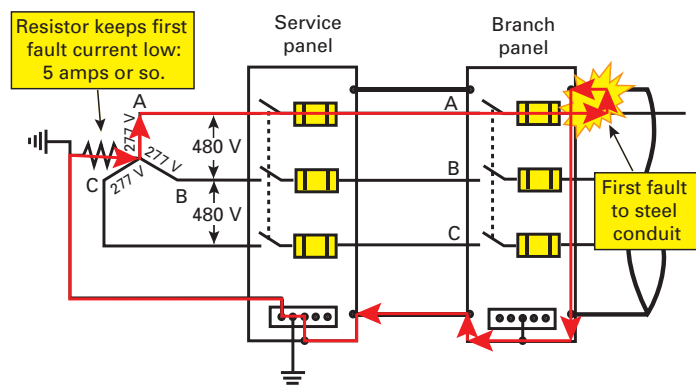 Resistor keeps first
fault current low:
5 amps or so.
Service
panel
Branch
panel
A
277 V
277 V
277 V
C
B
480 V
480 V
A
B
C
First fault
to steel
conduit